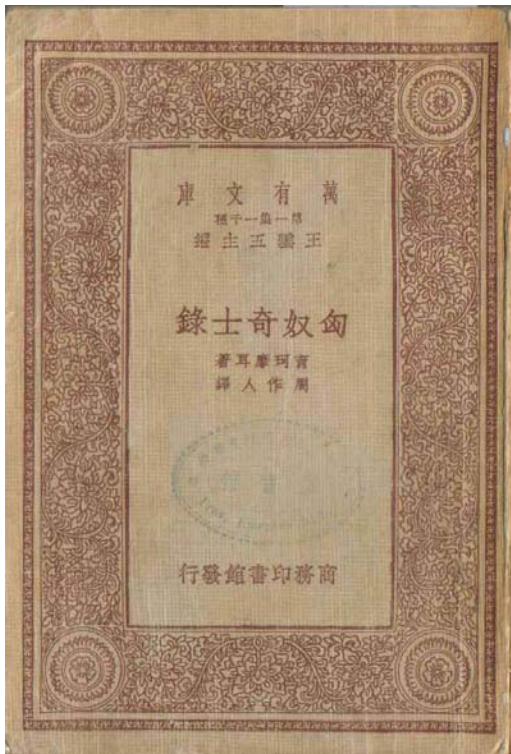 萬有文庫
第一集一千種
王雲五主編
匈奴奇士錄
育珂摩耳著
周作人譯
商務印書館發行